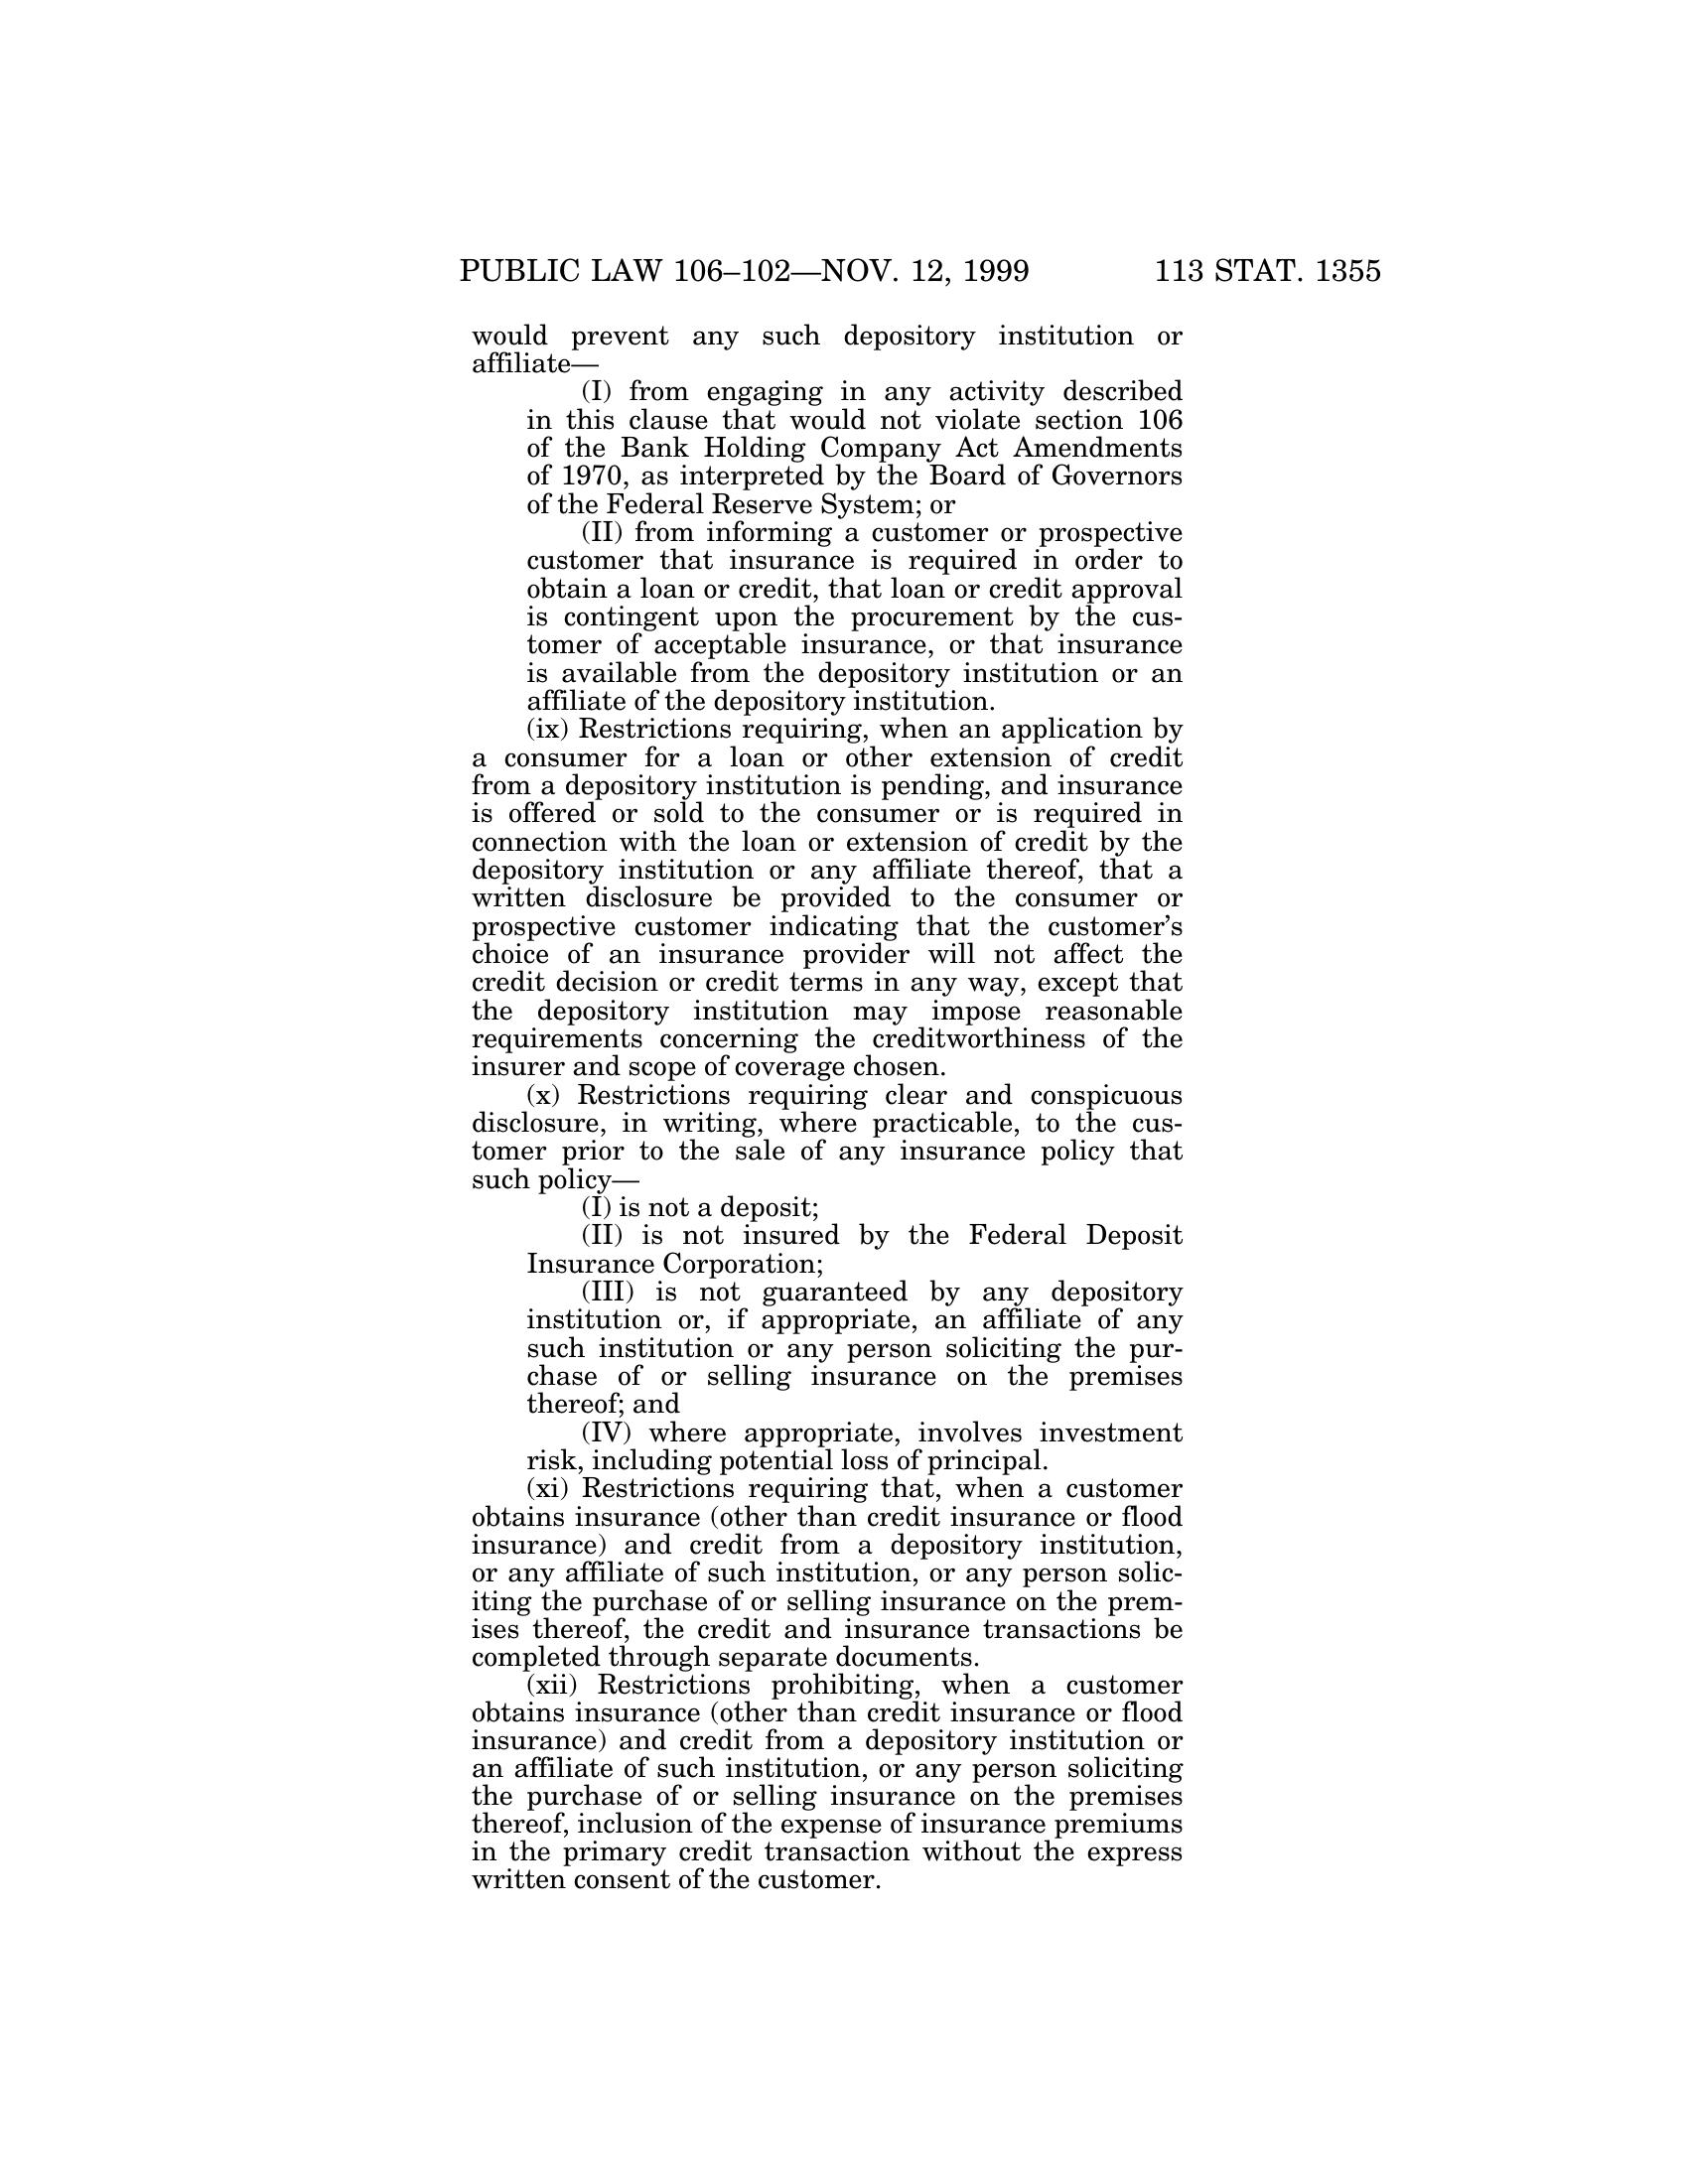 PUBLIC LAW 106–102—NOV. 12, 1999 113 STAT. 1355
would prevent any such depository institution or
affiliate—
(I) from engaging in any activity described
in this clause that would not violate section 106
of the Bank Holding Company Act Amendments
of 1970, as interpreted by the Board of Governors
of the Federal Reserve System; or
(II) from informing a customer or prospective
customer that insurance is required in order to
obtain a loan or credit, that loan or credit approval
is contingent upon the procurement by the cus-
tomer of acceptable insurance, or that insurance
is available from the depository institution or an
affiliate of the depository institution.
(ix) Restrictions requiring, when an application by
a consumer for a loan or other extension of credit
from a depository institution is pending, and insurance
is offered or sold to the consumer or is required in
connection with the loan or extension of credit by the
depository institution or any affiliate thereof, that a
written disclosure be provided to the consumer or
prospective customer indicating that the customer’s
choice of an insurance provider will not affect the
credit decision or credit terms in any way, except that
the depository institution may impose reasonable
requirements concerning the creditworthiness of the
insurer and scope of coverage chosen.
(x) Restrictions requiring clear and conspicuous
disclosure, in writing, where practicable, to the cus-
tomer prior to the sale of any insurance policy that
such policy—
(I) is not a deposit;
(II) is not insured by the Federal Deposit
Insurance Corporation;
(III) is not guaranteed by any depository
institution or, if appropriate, an affiliate of any
such institution or any person soliciting the pur-
chase of or selling insurance on the premises
thereof; and
(IV) where appropriate, involves investment
risk, including potential loss of principal.
(xi) Restrictions requiring that, when a customer
obtains insurance (other than credit insurance or flood
insurance) and credit from a depository institution,
or any affiliate of such institution, or any person solic-
iting the purchase of or selling insurance on the prem-
ises thereof, the credit and insurance transactions be
completed through separate documents.
(xii) Restrictions prohibiting, when a customer
obtains insurance (other than credit insurance or flood
insurance) and credit from a depository institution or
an affiliate of such institution, or any person soliciting
the purchase of or selling insurance on the premises
thereof, inclusion of the expense of insurance premiums
in the primary credit transaction without the express
written consent of the customer.